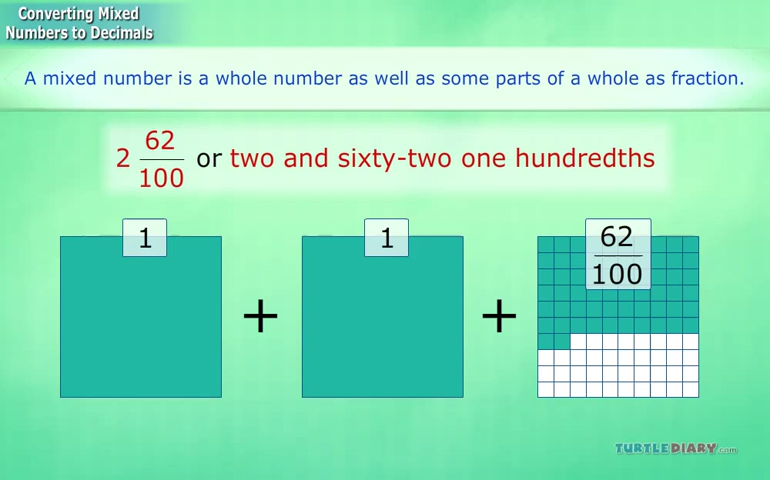 Converting Mixed
Numbers to Decimals
A mixed number is a whole number as well as some parts of a whole as fraction.
2 62/100 or two and sixty-two one hundredths
1 + 1 + 62/100
TURTLEDIARY.com